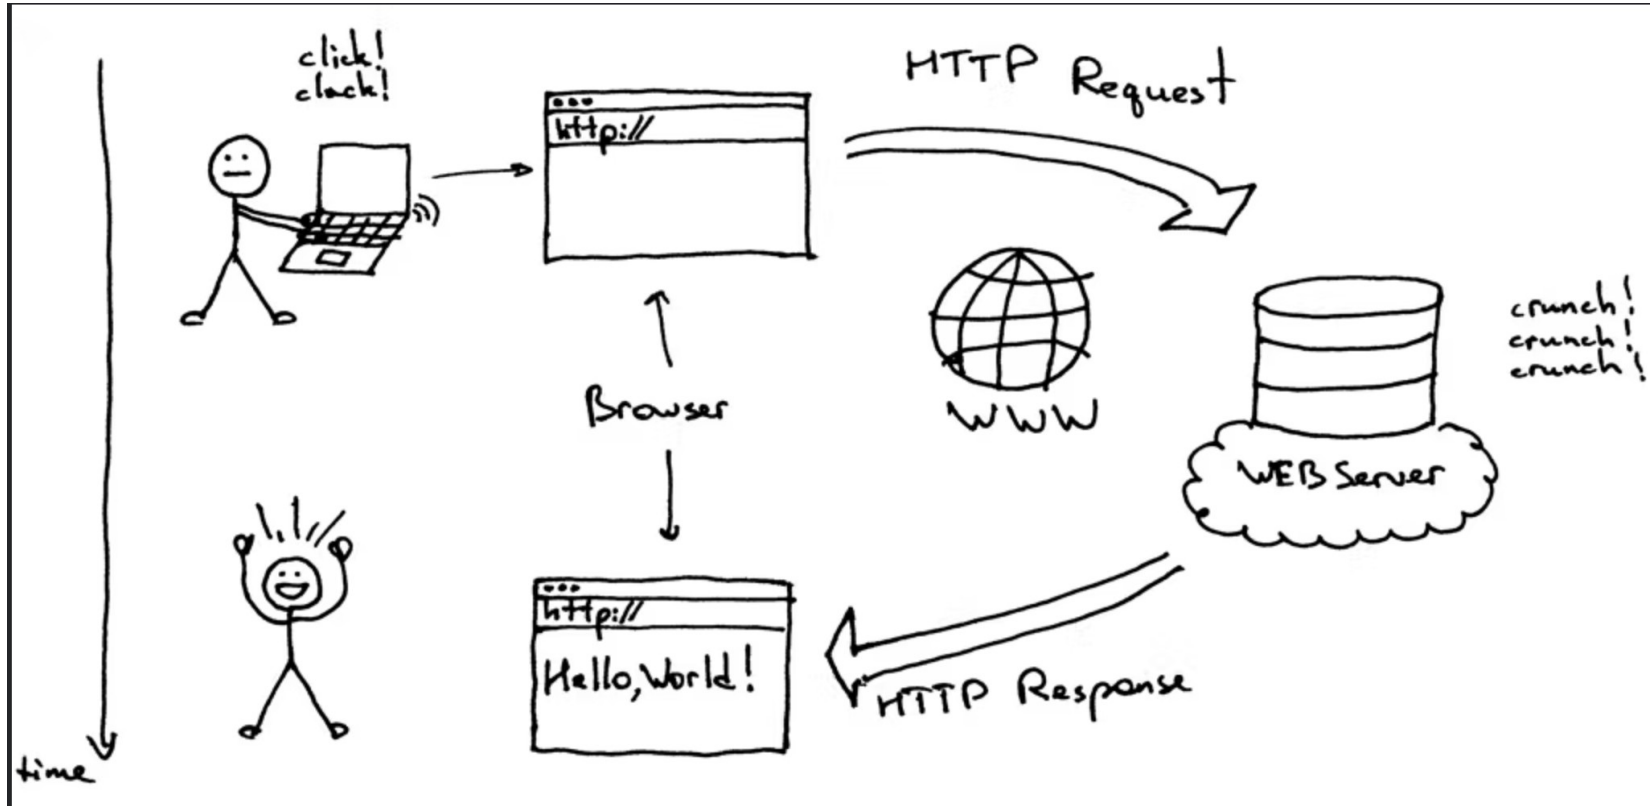 click!
clack!
HTTP Request
http://
crunch!
crunch!
crunch!
Browser
WWW
WEB Server
http://
Hello, World!
HTTP Response
time